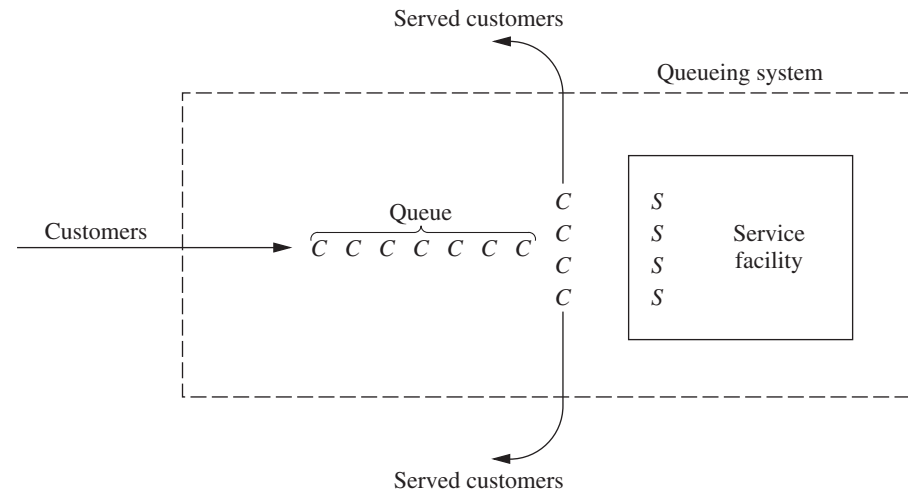 Served customers
Queueing system
Queue
Customers
C C C C C C C
C
C
C
C
S
S
S
S
Service
facility
Served customers